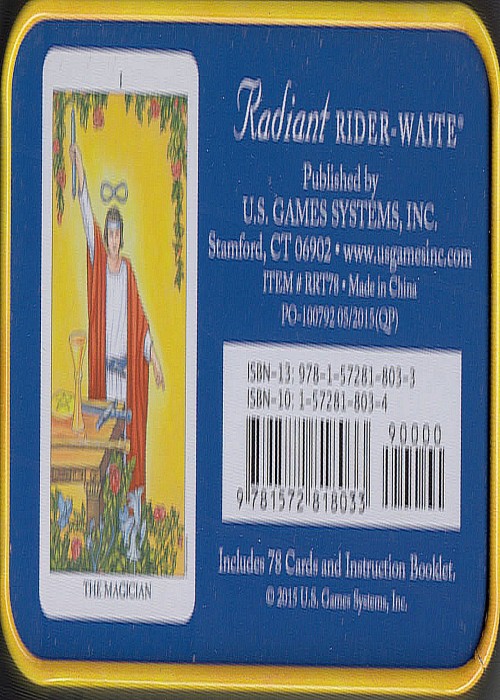 I
THE MAGICIAN
Radiant RIDER-WAITE®
Published by
U.S. GAMES SYSTEMS, INC.
Stamford, CT 06902 • www.usgamesinc.com
ITEM # RRT78 • Made in China
PO-100792 05/2015(QP)
ISBN-13: 978-1-57281-803-3
ISBN-10: 1-57281-803-4
90000
9 781572 818033
Includes 78 Cards and Instruction Booklet.
© 2015 U.S. Games Systems, Inc.